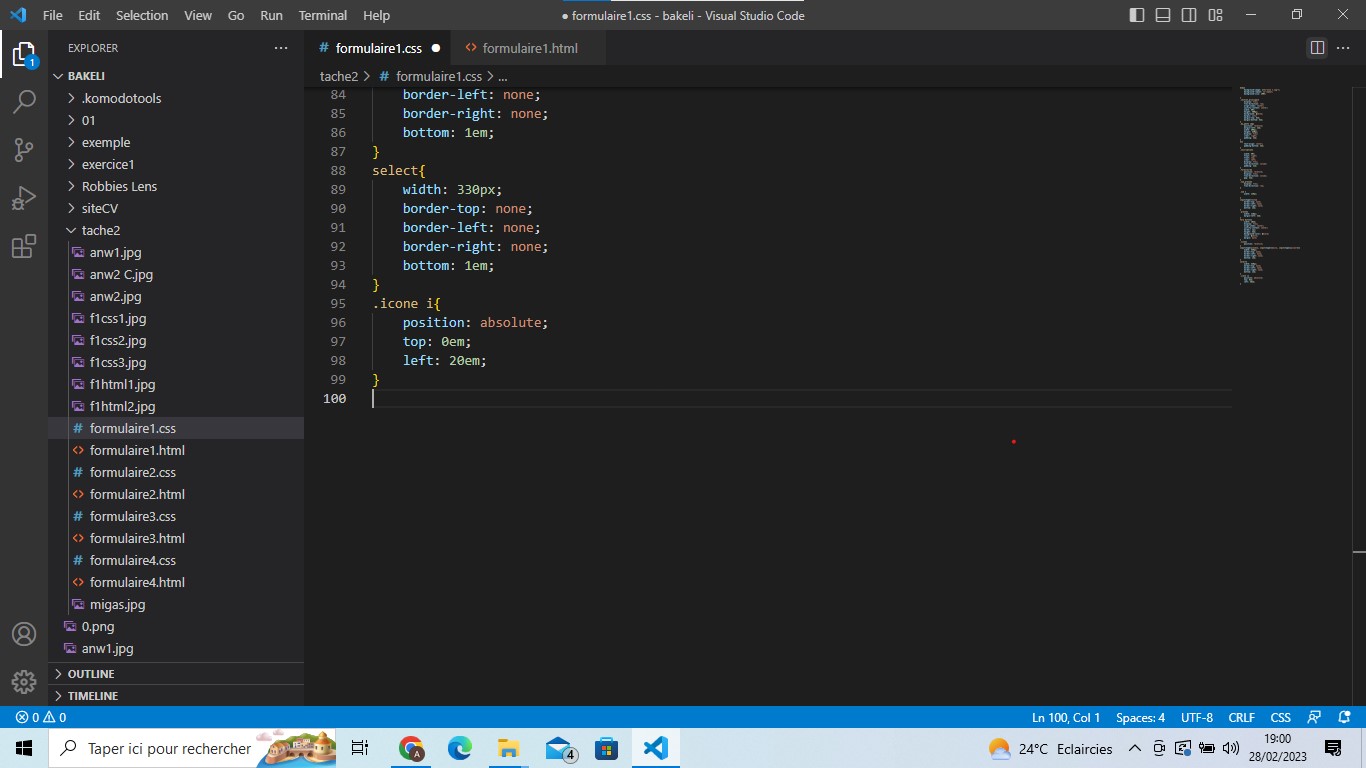 File Edit Selection View Go Run Terminal Help
● formulaire1.css - bakeli - Visual Studio Code
EXPLORER
1
BAKELI
.komodotools
01
exemple
exercice1
Robbies Lens
siteCV
tache2
anw1.jpg
anw2 C.jpg
anw2.jpg
f1css1.jpg
f1css2.jpg
f1css3.jpg
f1html1.jpg
f1html2.jpg
# formulaire1.css
<> formulaire1.html
# formulaire2.css
<> formulaire2.html
# formulaire3.css
<> formulaire3.html
# formulaire4.css
<> formulaire4.html
migas.jpg
0.png
anw1.jpg
OUTLINE
TIMELINE
# formulaire1.css ● <> formulaire1.html
tache2 > # formulaire1.css > ...
84 border-left: none;
85 border-right: none;
86 bottom: 1em;
87 }
88 select{
89 width: 330px;
90 border-top: none;
91 border-left: none;
92 border-right: none;
93 bottom: 1em;
94 }
95 .icone i{
96 position: absolute;
97 top: 0em;
98 left: 20em;
99 }
100
0 0
Ln 100, Col 1 Spaces: 4 UTF-8 CRLF CSS
Taper ici pour rechercher
A
4
24°C Eclaircies
19:00
28/02/2023